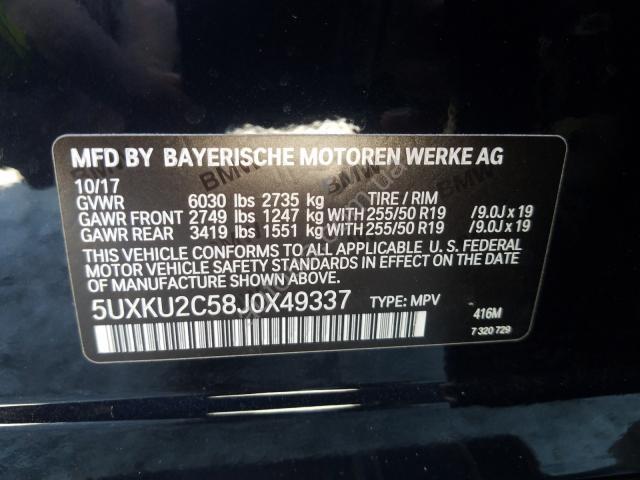 MFD BY BAYERISCHE MOTOREN WERKE AG
10/17
GVWR 6030 lbs 2735 kg TIRE / RIM
GAWR FRONT 2749 lbs 1247 kg WITH 255/50 R19 /9.0J x 19
GAWR REAR 3419 lbs 1551 kg WITH 255/50 R19 /9.0J x 19
THIS VEHICLE CONFORMS TO ALL APPLICABLE U. S. FEDERAL
MOTOR VEHICLE SAFETY STANDARDS IN EFFECT ON THE DATE
OF MANUFACTURE SHOWN ABOVE.
5UXKU2C58J0X49337 TYPE: MPV
416M
7 320 729